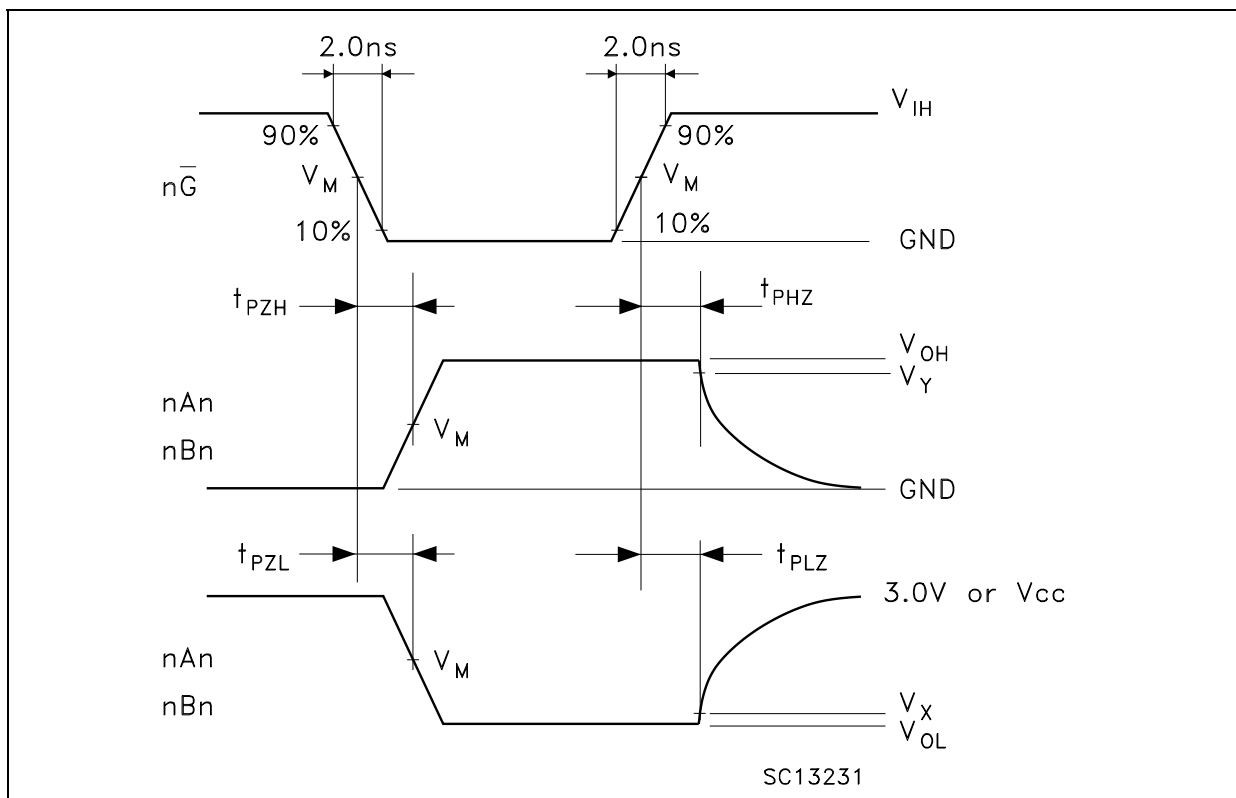 2.0ns 2.0ns
V_IH
90% 90%
nG̅ V_M V_M
10% 10%
GND
t_PZH t_PHZ
V_OH
V_Y
nAn
V_M
nBn
GND
t_PZL t_PLZ
3.0V or Vcc
nAn V_M
nBn V_X
V_OL
SC13231